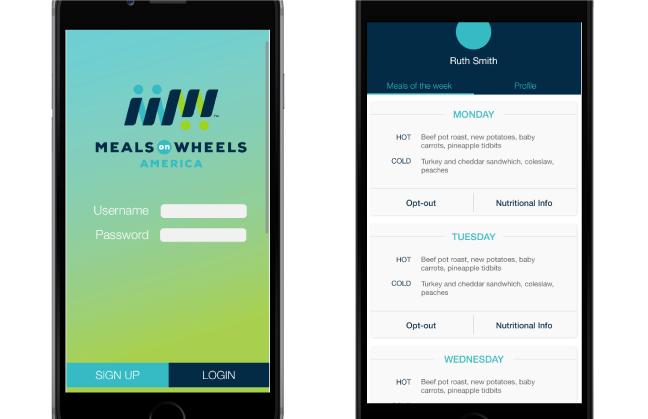 MEALS on WHEELS
AMERICA
Username
Password
SIGN UP
LOGIN
Ruth Smith
Meals of the week
Profile
MONDAY
HOT Beef pot roast, new potatoes, baby
carrots, pineapple tidbits
COLD Turkey and cheddar sandwhich, coleslaw,
peaches
Opt-out
Nutritional Info
TUESDAY
HOT Beef pot roast, new potatoes, baby
carrots, pineapple tidbits
COLD Turkey and cheddar sandwhich, coleslaw,
peaches
Opt-out
Nutritional Info
WEDNESDAY
HOT Beef pot roast, new potatoes, baby
carrots, pineapple tidbits